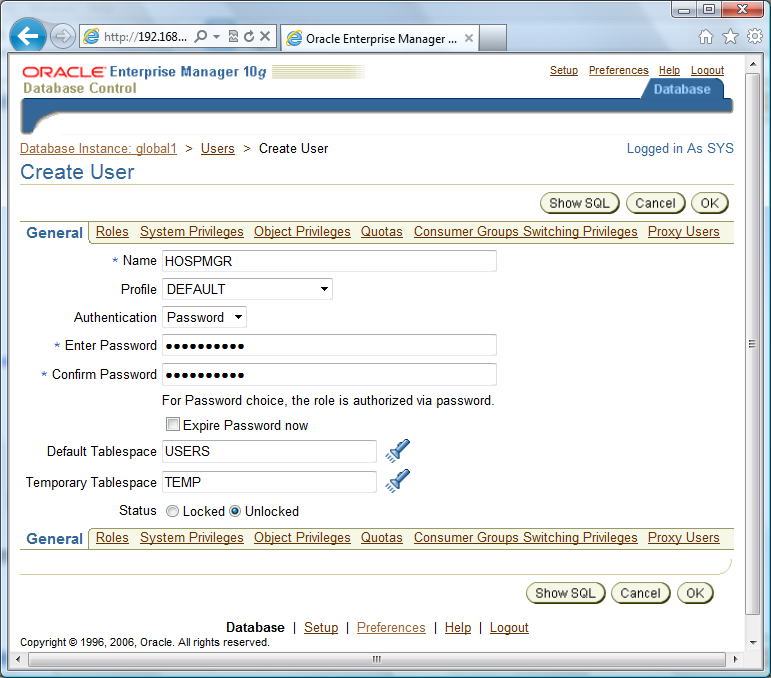 http://192.168...
Oracle Enterprise Manager ...
ORACLE Enterprise Manager 10g
Database Control
Setup Preferences Help Logout
Database
Database Instance: global1 > Users > Create User
Logged in As SYS
Create User
Show SQL Cancel OK
General Roles System Privileges Object Privileges Quotas Consumer Groups Switching Privileges Proxy Users
* Name HOSPMGR
Profile DEFAULT
Authentication Password
* Enter Password ●●●●●●●●●●
* Confirm Password ●●●●●●●●●●
For Password choice, the role is authorized via password.
Expire Password now
Default Tablespace USERS
Temporary Tablespace TEMP
Status Locked Unlocked
General Roles System Privileges Object Privileges Quotas Consumer Groups Switching Privileges Proxy Users
Show SQL Cancel OK
Database | Setup | Preferences | Help | Logout
Copyright © 1996, 2006, Oracle. All rights reserved.